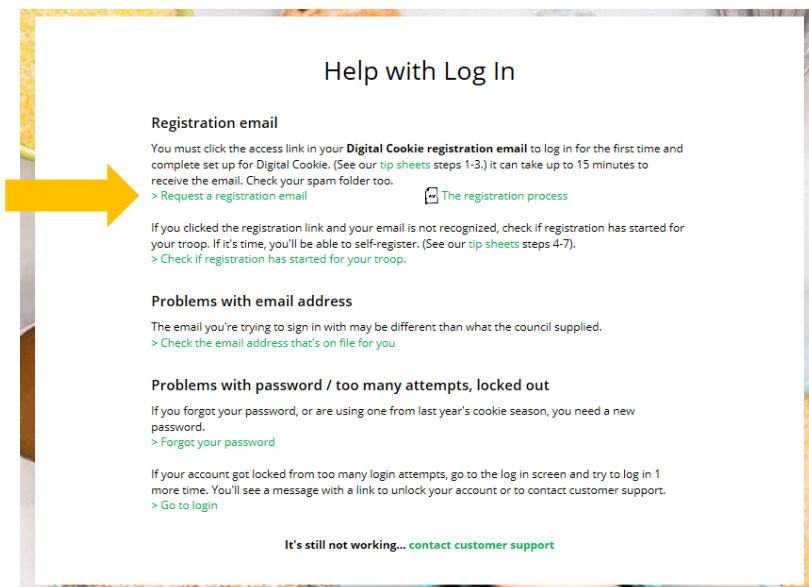 Help with Log In
Registration email
You must click the access link in your Digital Cookie registration email to log in for the first time and
complete set up for Digital Cookie. (See our tip sheets steps 1-3.) it can take up to 15 minutes to
receive the email. Check your spam folder too.
> Request a registration email The registration process
If you clicked the registration link and your email is not recognized, check if registration has started for
your troop. If it's time, you'll be able to self-register. (See our tip sheets steps 4-7).
> Check if registration has started for your troop.
Problems with email address
The email you're trying to sign in with may be different than what the council supplied.
> Check the email address that's on file for you
Problems with password / too many attempts, locked out
If you forgot your password, or are using one from last year's cookie season, you need a new
password.
> Forgot your password
If your account got locked from too many login attempts, go to the log in screen and try to log in 1
more time. You'll see a message with a link to unlock your account or to contact customer support.
> Go to login
It's still not working... contact customer support